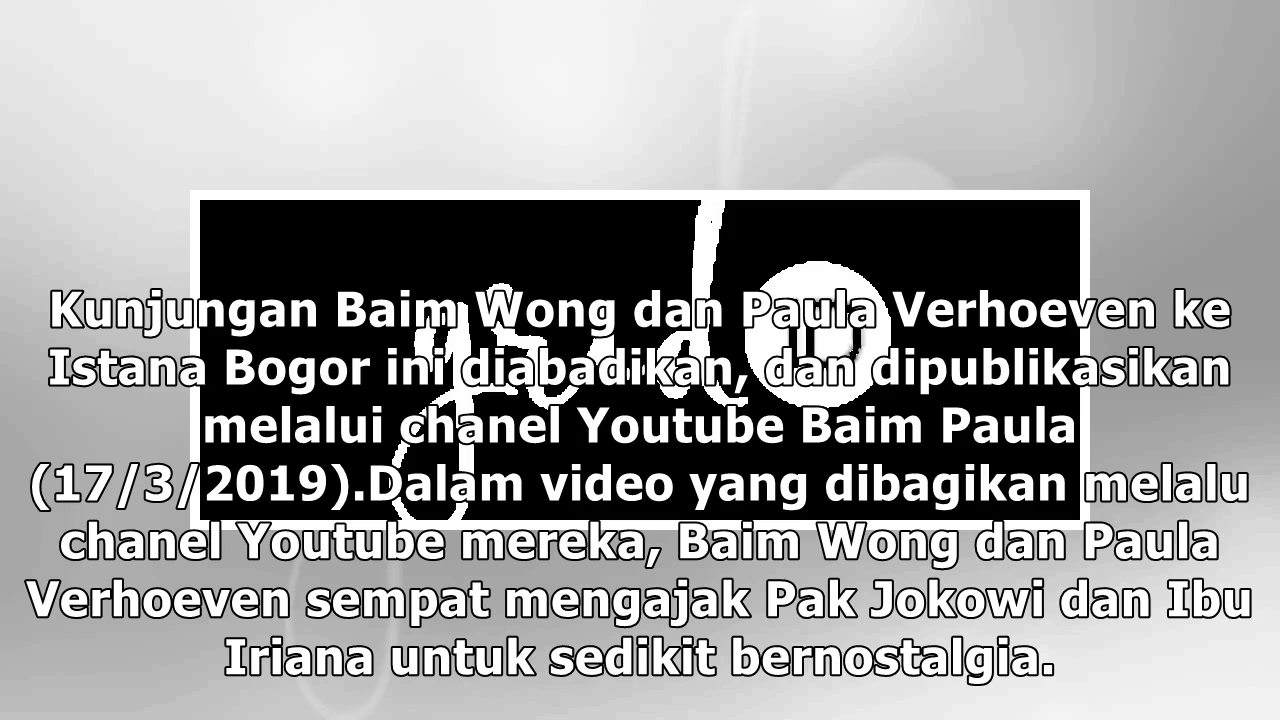 Kunjungan Baim Wong dan Paula Verhoeven ke
Istana Bogor ini diabadikan, dan dipublikasikan
melalui chanel Youtube Baim Paula
(17/3/2019).Dalam video yang dibagikan melalu
chanel Youtube mereka, Baim Wong dan Paula
Verhoeven sempat mengajak Pak Jokowi dan Ibu
Iriana untuk sedikit bernostalgia.